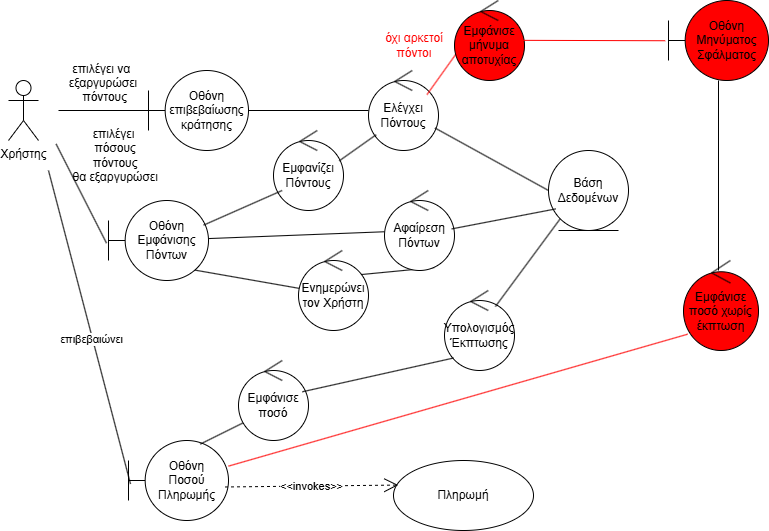 όχι αρκετοί
πόντοι
Εμφάνισε
μήνυμα
αποτυχίας
Οθόνη
Μηνύματος
Σφάλματος
επιλέγει να
εξαργυρώσει
πόντους
Οθόνη
επιβεβαίωσης
κράτησης
Ελέγχει
Πόντους
Χρήστης
επιλέγει
πόσους
πόντους
θα εξαργυρώσει
Εμφανίζει
Πόντους
Βάση
Δεδομένων
Οθόνη
Εμφάνισης
Πόντων
Αφαίρεση
Πόντων
Ενημερώνει
τον Χρήστη
Εμφάνισε
ποσό χωρίς
έκπτωση
επιβεβαιώνει
Υπολογισμός
Έκπτωσης
Εμφάνισε
ποσό
Οθόνη
Ποσού
Πληρωμής
<<invokes>>
Πληρωμή